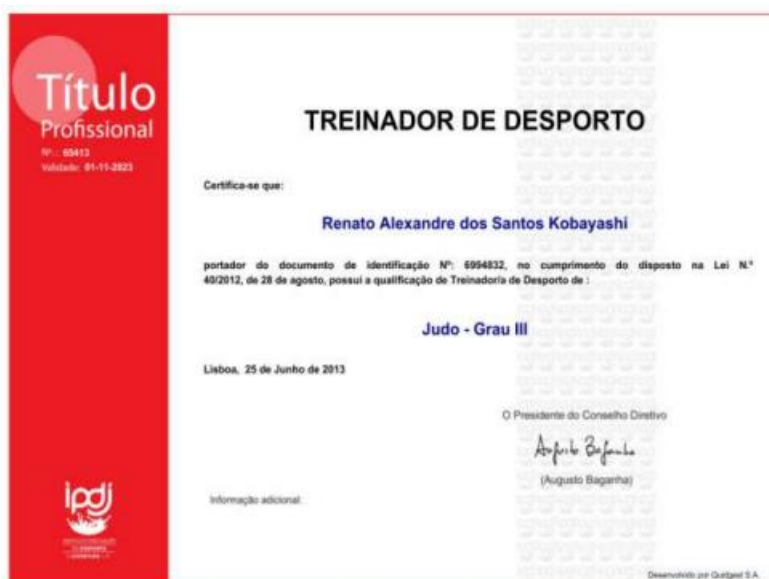 Título
Profissional
Nº.: 65413
Validade: 01-11-2023
TREINADOR DE DESPORTO
Certifica-se que:
Renato Alexandre dos Santos Kobayashi
portador do documento de identificação Nº: 6994832, no cumprimento do disposto na Lei N.º
40/2012, de 28 de agosto, possui a qualificação de Treinador/a de Desporto de :
Judo - Grau III
Lisboa, 25 de Junho de 2013
O Presidente do Conselho Diretivo
Augusto Baganha
(Augusto Baganha)
ipdj
Informação adicional:
Desenvolvido por Quidgest S.A.